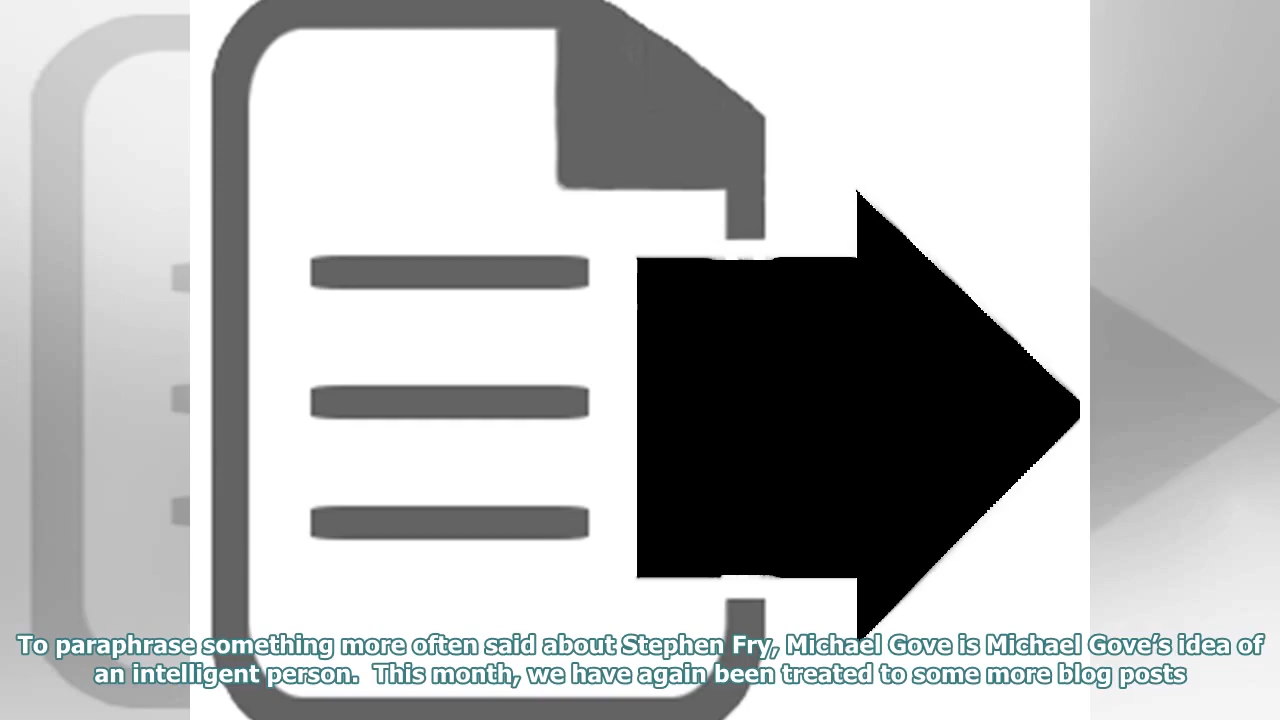 To paraphrase something more often said about Stephen Fry, Michael Gove is Michael Gove’s idea of
an intelligent person.  This month, we have again been treated to some more blog posts